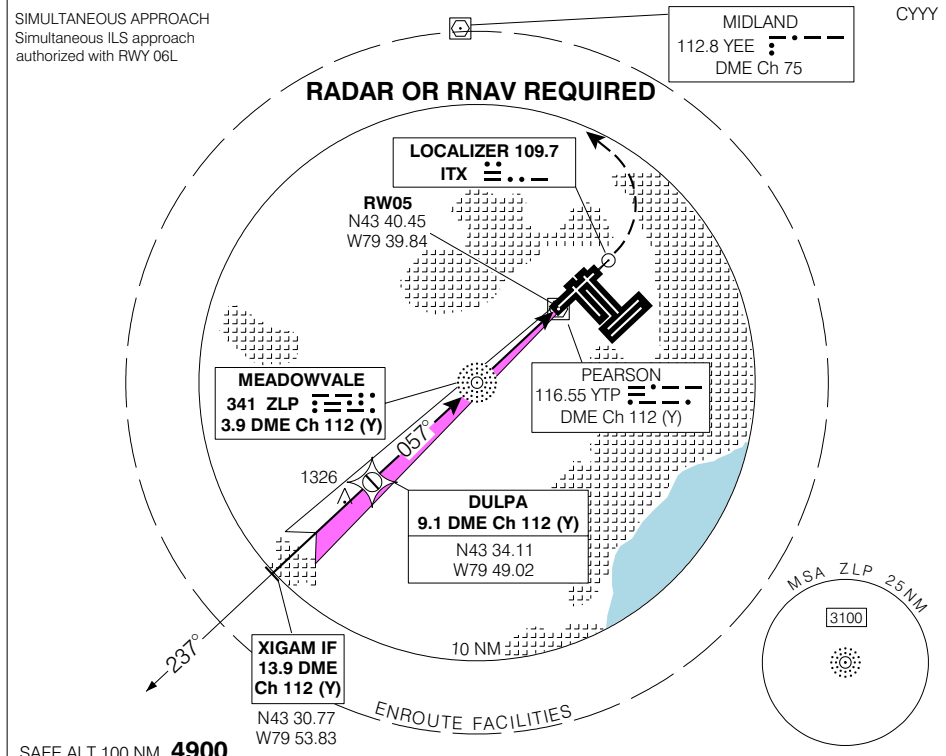 SIMULTANEOUS APPROACH
Simultaneous ILS approach
authorized with RWY 06L
CYYY
MIDLAND
112.8 YEE
DME Ch 75
RADAR OR RNAV REQUIRED
LOCALIZER 109.7
ITX
RW05
N43 40.45
W79 39.84
MEADOWVALE
341 ZLP
3.9 DME Ch 112 (Y)
PEARSON
116.55 YTP
DME Ch 112 (Y)
057°
1326
DULPA
9.1 DME Ch 112 (Y)
N43 34.11
W79 49.02
MSA ZLP 25NM
3100
10 NM
237°
XIGAM IF
13.9 DME
Ch 112 (Y)
N43 30.77
W79 53.83
ENROUTE FACILITIES
SAFE ALT 100 NM 4900